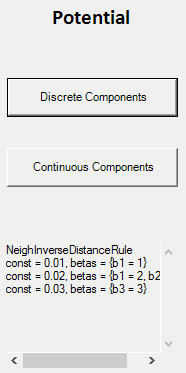 Potential
Discrete Components
Continuous Components
NeighInverseDistanceRule
const = 0.01, betas = {b1 = 1}
const = 0.02, betas = {b1 = 2, b2
const = 0.03, betas = {b3 = 3}